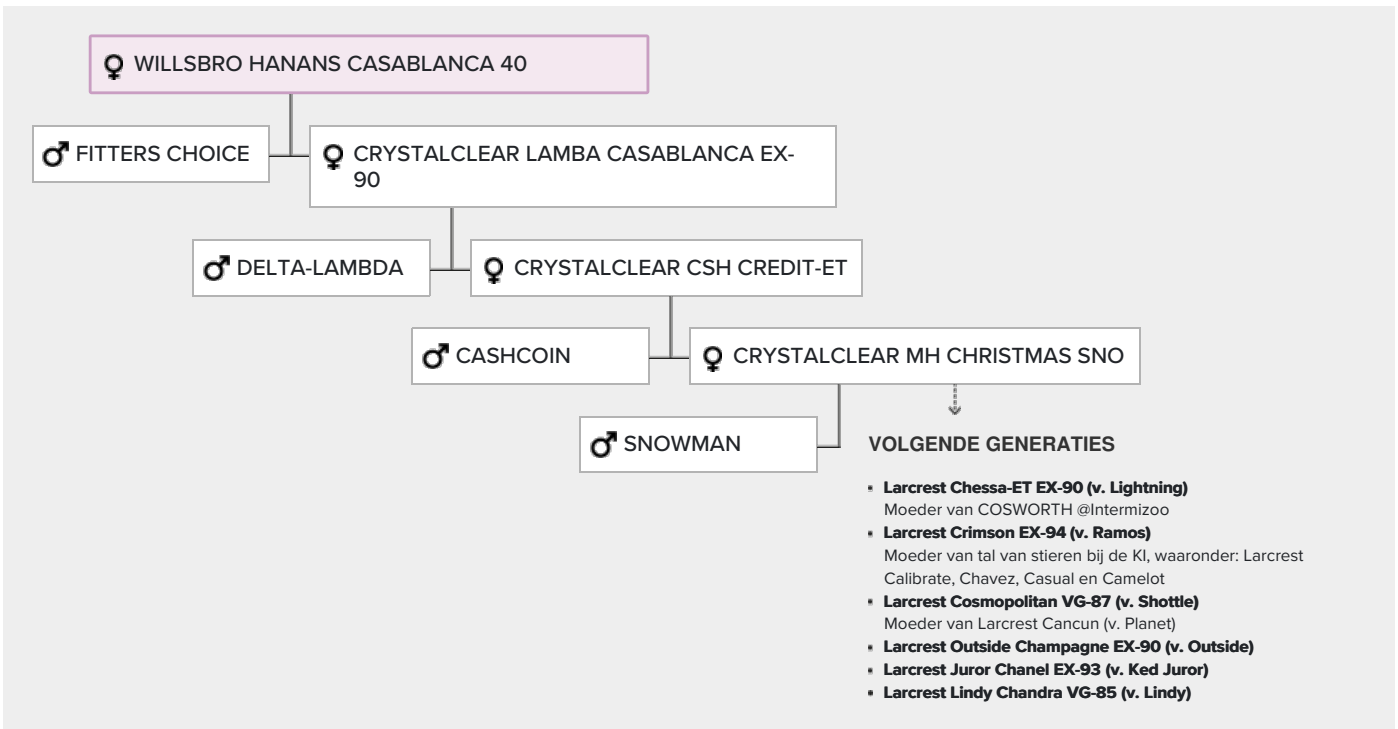 WILLSBRO HANANS CASABLANCA 40
FITTERS CHOICE
CRYSTALCLEAR LAMBA CASABLANCA EX-
90
DELTA-LAMBDA
CRYSTALCLEAR CSH CREDIT-ET
CASHCOIN
CRYSTALCLEAR MH CHRISTMAS SNO
SNOWMAN
VOLGENDE GENERATIES
Larcrest Chessa-ET EX-90 (v. Lightning)
Moeder van COSWORTH @Intermizoo
Larcrest Crimson EX-94 (v. Ramos)
Moeder van tal van stieren bij de KI, waaronder: Larcrest
Calibrate, Chavez, Casual en Camelot
Larcrest Cosmopolitan VG-87 (v. Shottle)
Moeder van Larcrest Cancun (v. Planet)
Larcrest Outside Champagne EX-90 (v. Outside)
Larcrest Juror Chanel EX-93 (v. Ked Juror)
Larcrest Lindy Chandra VG-85 (v. Lindy)